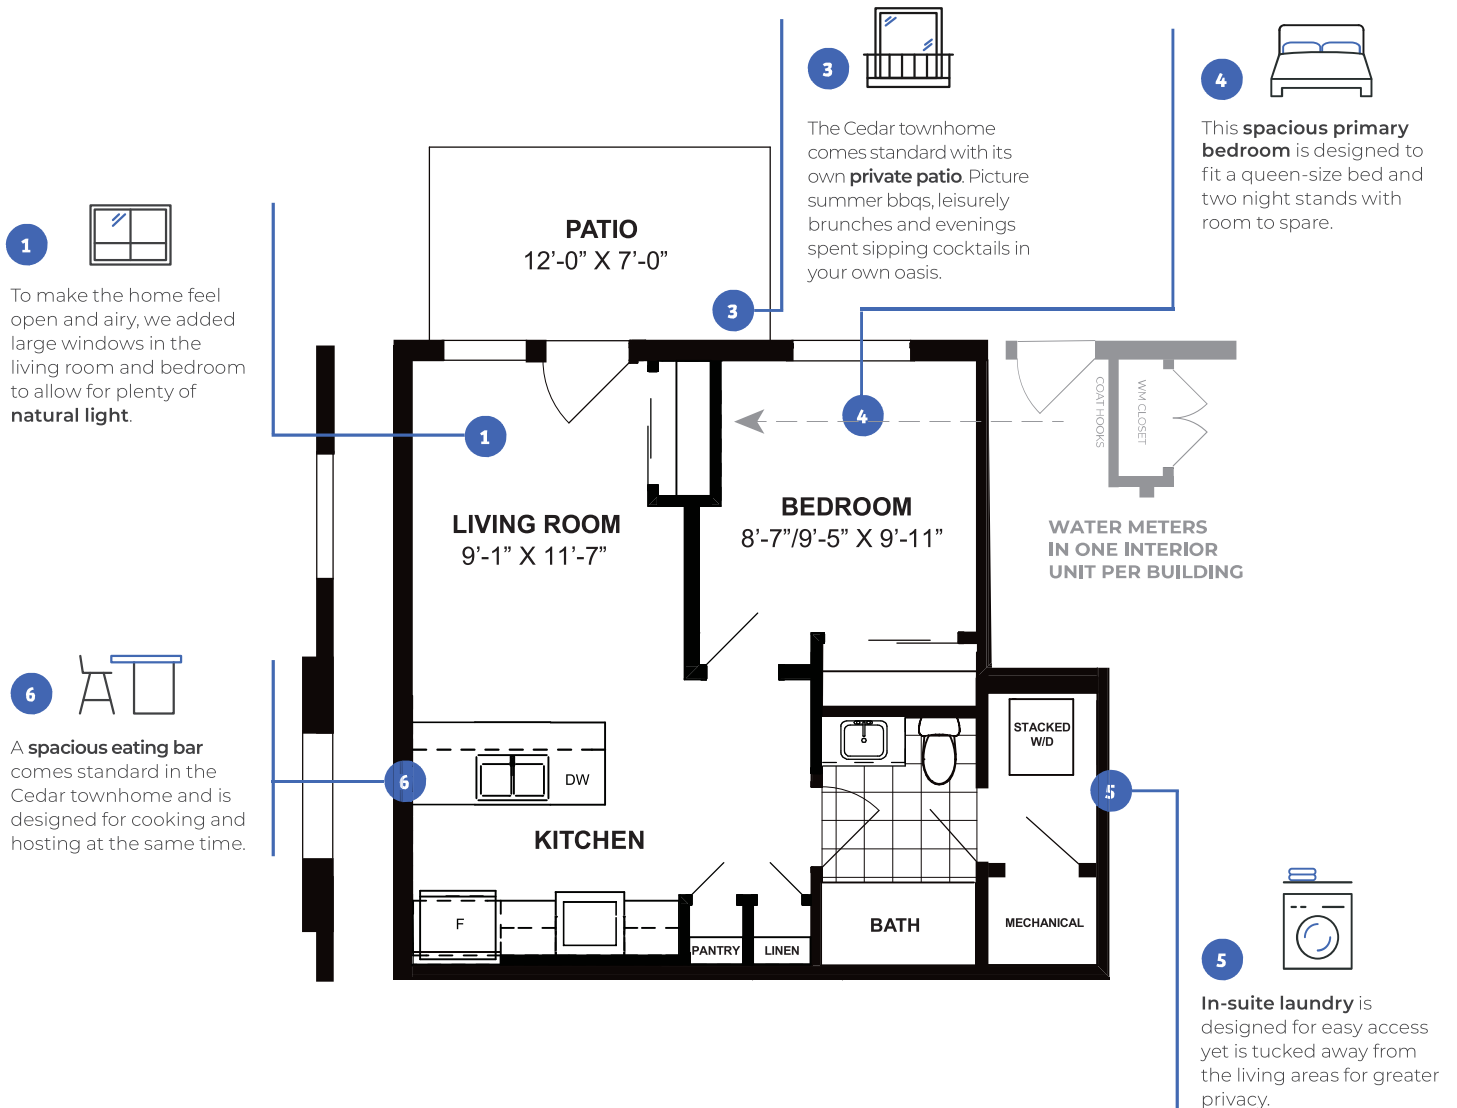 1
To make the home feel
open and airy, we added
large windows in the
living room and bedroom
to allow for plenty of
natural light.
3
The Cedar townhome
comes standard with its
own private patio. Picture
summer bbqs, leisurely
brunches and evenings
spent sipping cocktails in
your own oasis.
4
This spacious primary
bedroom is designed to
fit a queen-size bed and
two night stands with
room to spare.
PATIO
12'-0” X 7’-0”
3
1
4
COAT HOOKS
WM CLOSET
LIVING ROOM
9’-1” X 11’-7”
BEDROOM
8’-7”/9’-5” X 9’-11”
WATER METERS
IN ONE INTERIOR
UNIT PER BUILDING
6
A spacious eating bar
comes standard in the
Cedar townhome and is
designed for cooking and
hosting at the same time.
6
DW
KITCHEN
STACKED
W/D
5
F
PANTRY
LINEN
BATH
MECHANICAL
5
In-suite laundry is
designed for easy access
yet is tucked away from
the living areas for greater
privacy.